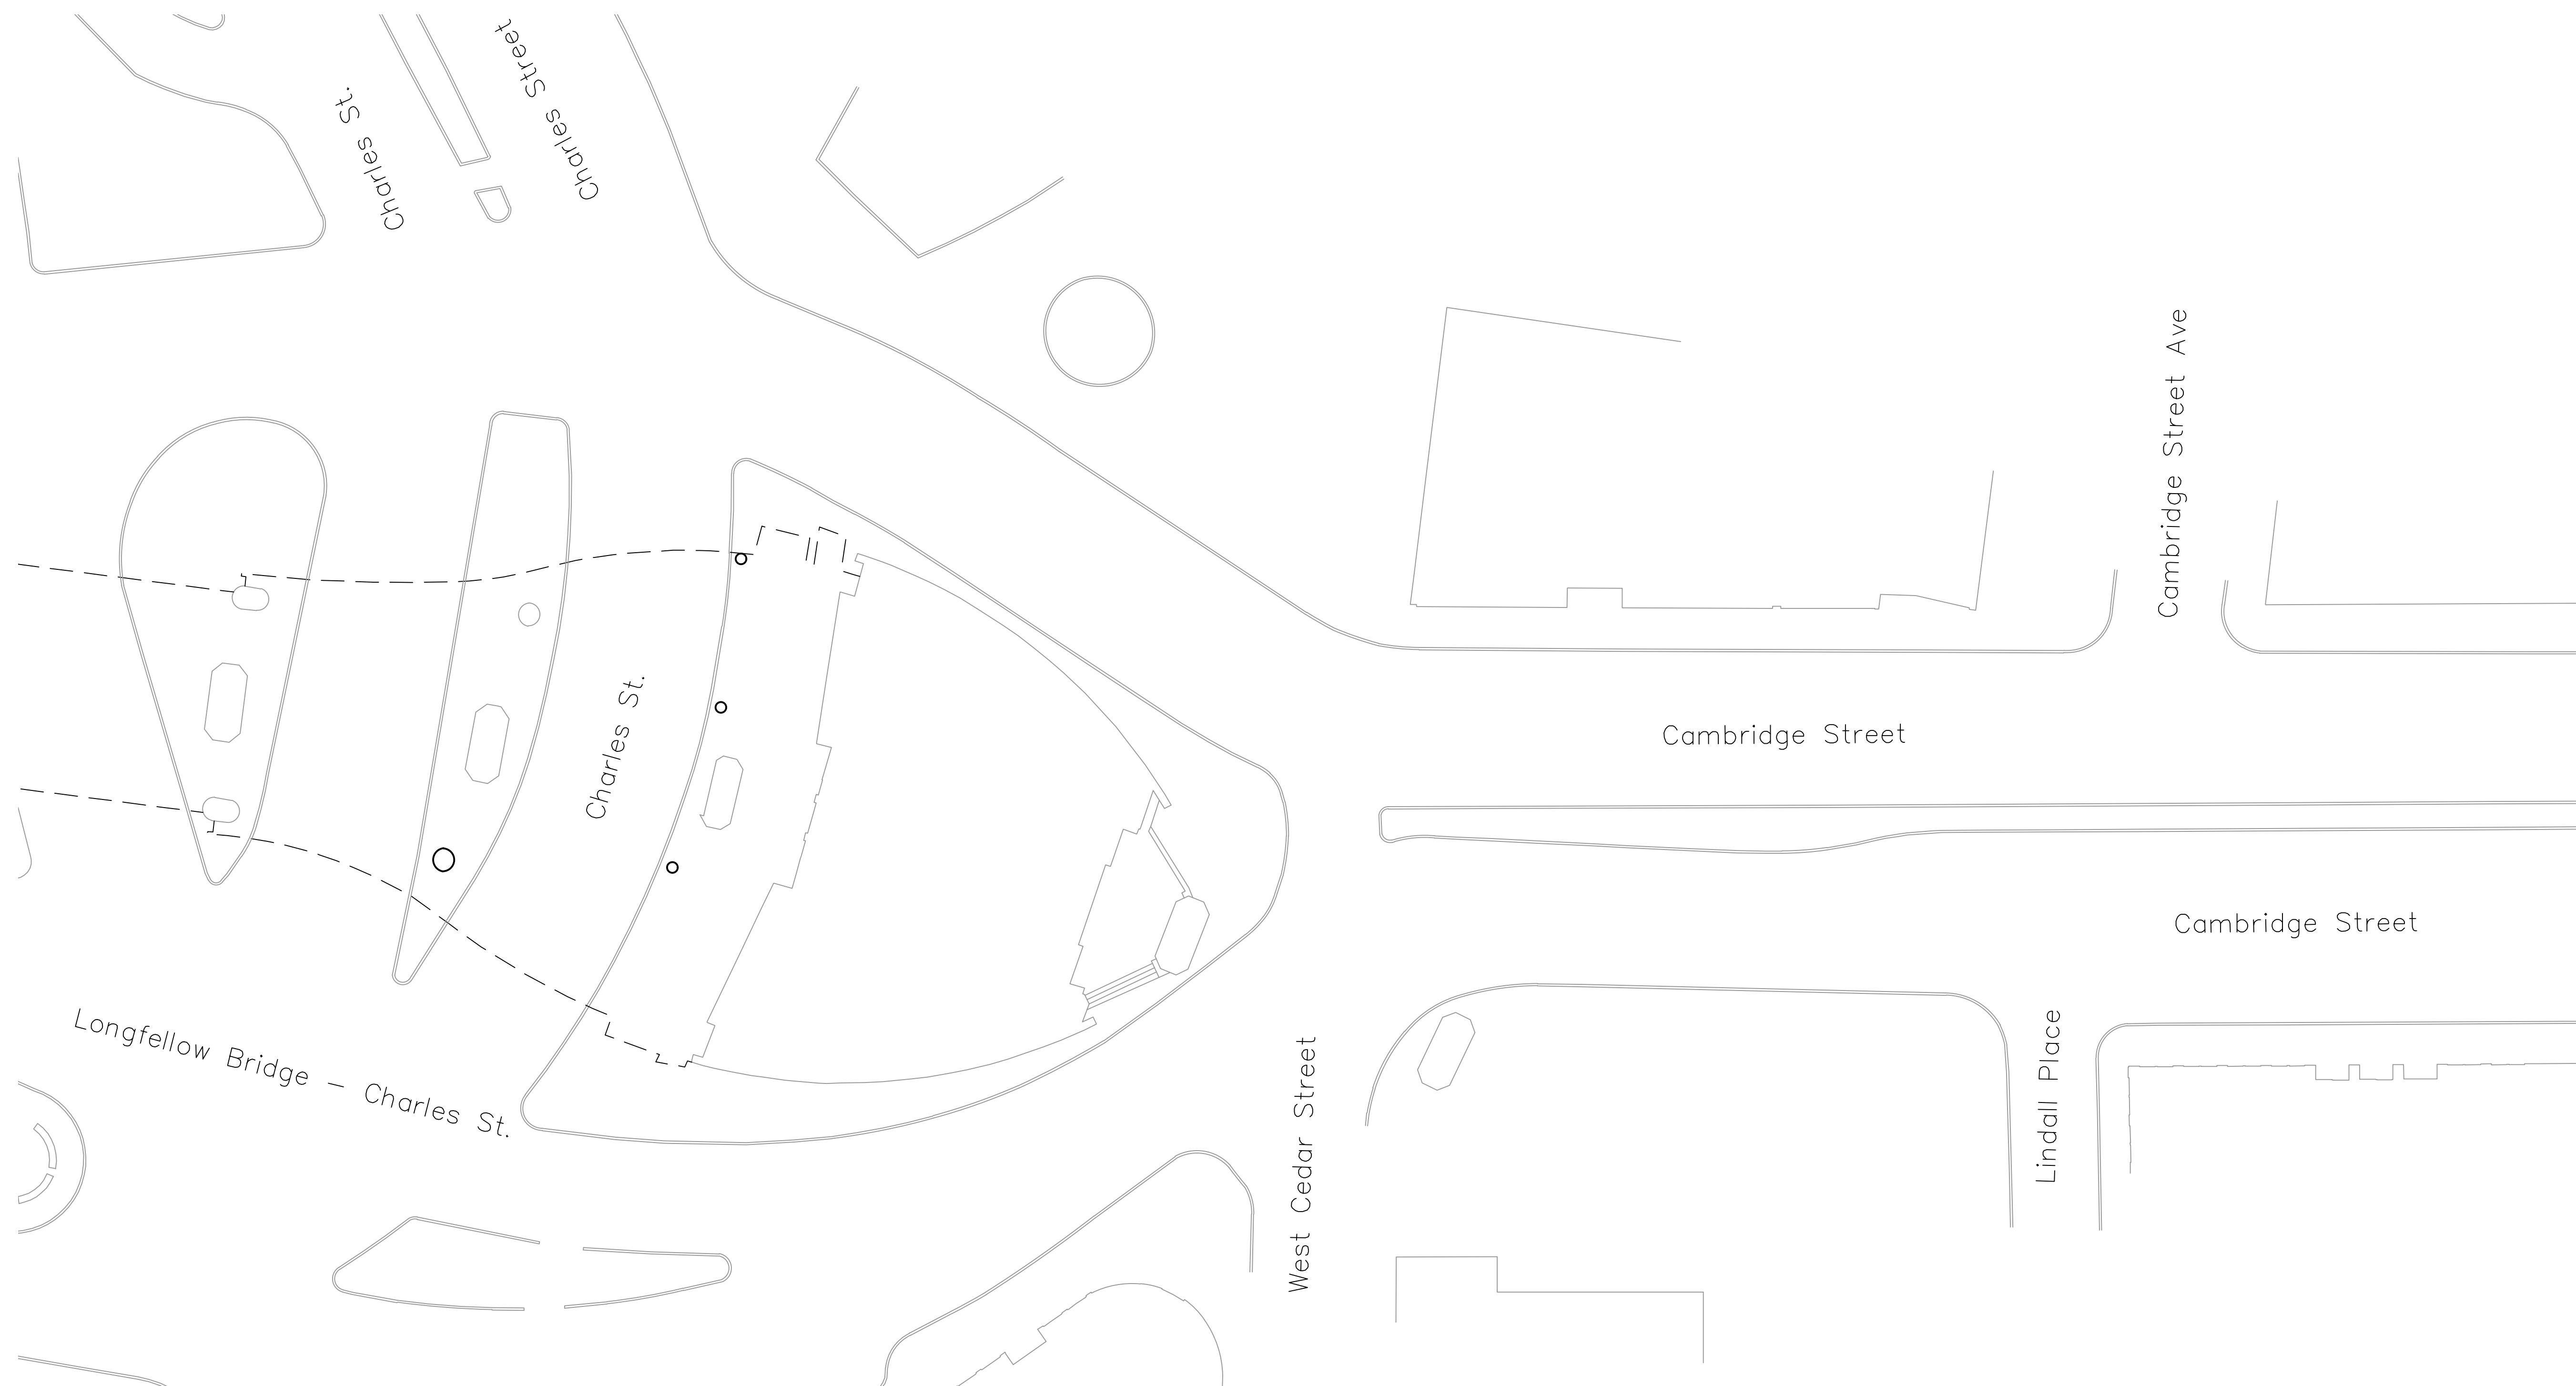 Charles Street
Charles St.
Cambridge Street Ave
Charles St.
Cambridge Street
Cambridge Street
Longfellow Bridge – Charles St.
West Cedar Street
Lindall Place